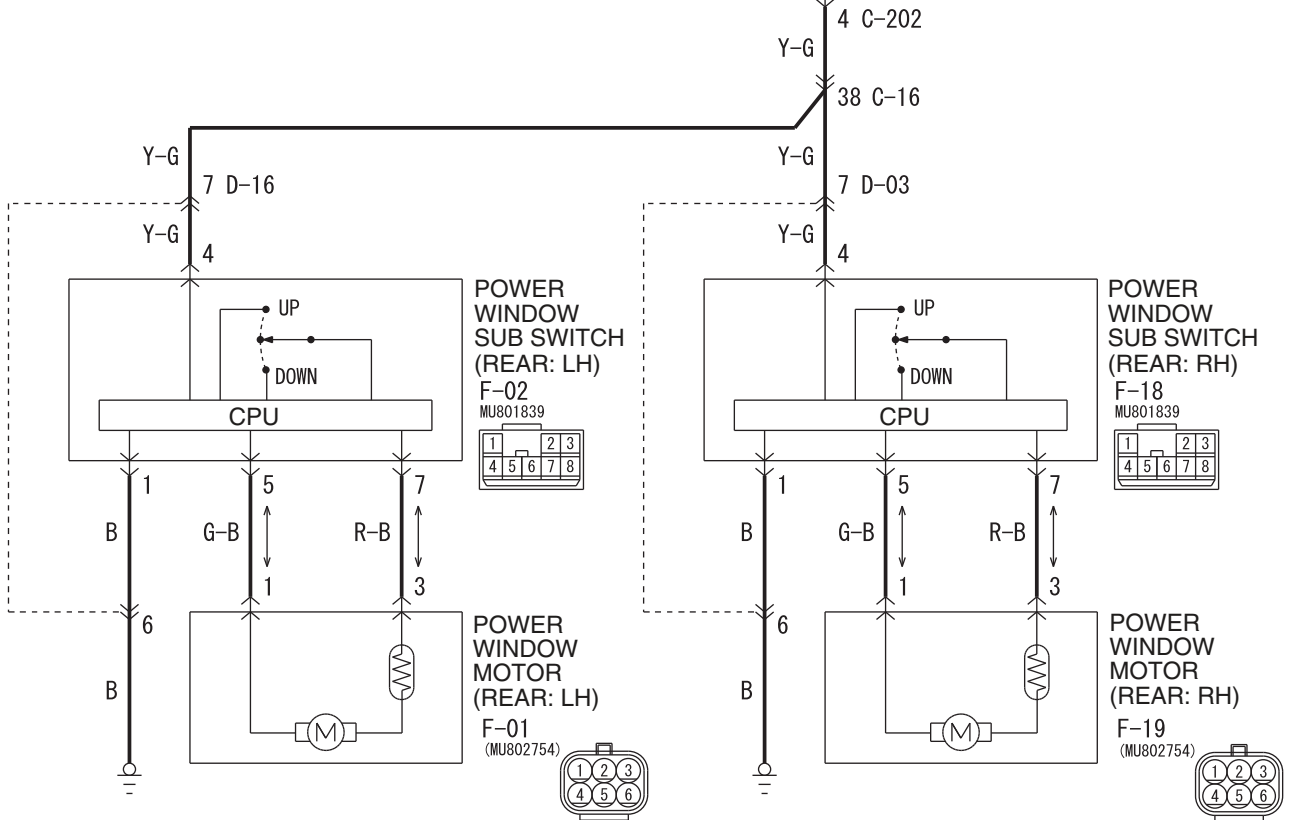 4 C-202
Y-G
38 C-16
Y-G
7 D-16
Y-G
4
UP
DOWN
CPU
POWER
WINDOW
SUB SWITCH
(REAR: LH)
F-02
MU801839
1 2 3
4 5 6 7 8
1 5 7
B G-B R-B
1 3
6
B
M
POWER
WINDOW
MOTOR
(REAR: LH)
F-01
(MU802754)
1 2 3
4 5 6
Y-G
7 D-03
Y-G
4
UP
DOWN
CPU
POWER
WINDOW
SUB SWITCH
(REAR: RH)
F-18
MU801839
1 2 3
4 5 6 7 8
1 5 7
B G-B R-B
1 3
6
B
M
POWER
WINDOW
MOTOR
(REAR: RH)
F-19
(MU802754)
1 2 3
4 5 6